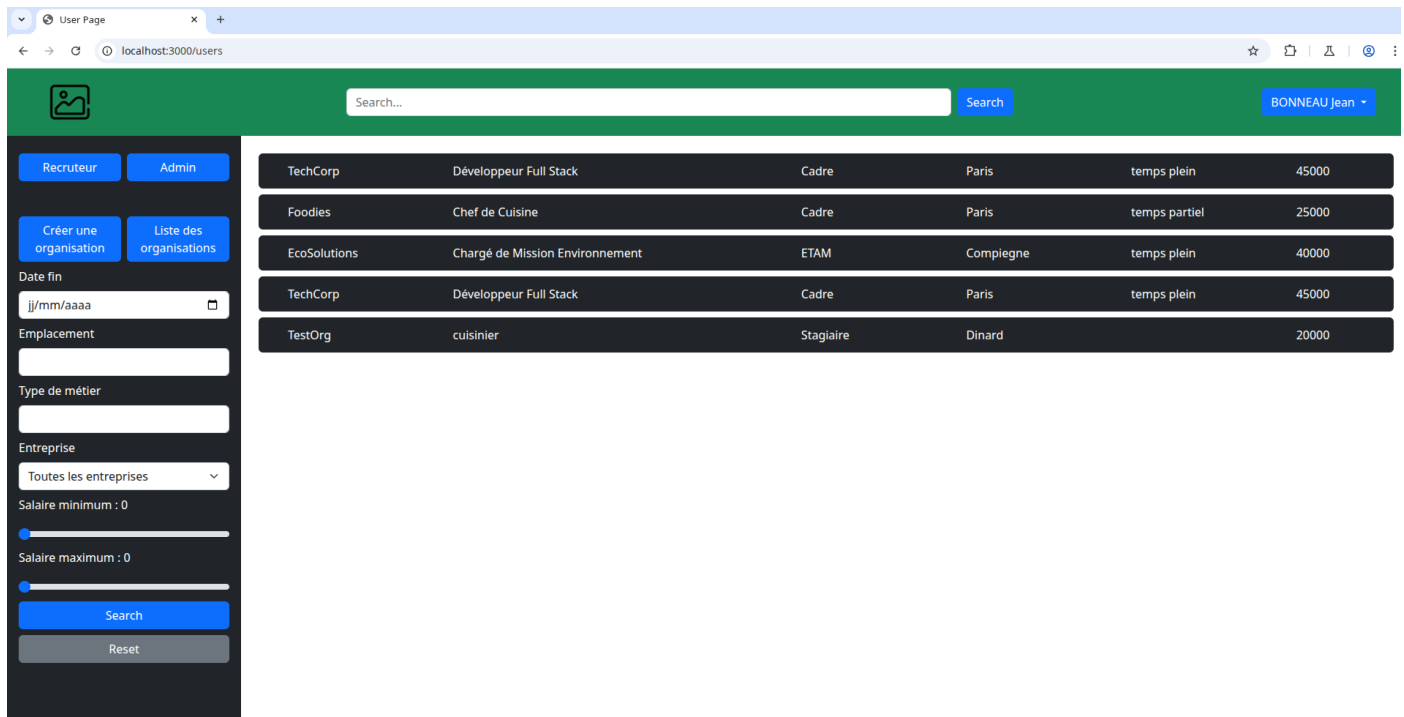 User Page
localhost:3000/users
Search...
Search
BONNEAU Jean
Recruteur
Admin
Créer une
organisation
Liste des
organisations
Date fin
jj/mm/aaaa
Emplacement
Type de métier
Entreprise
Toutes les entreprises
Salaire minimum : 0
Salaire maximum : 0
Search
Reset
TechCorp Développeur Full Stack Cadre Paris temps plein 45000
Foodies Chef de Cuisine Cadre Paris temps partiel 25000
EcoSolutions Chargé de Mission Environnement ETAM Compiegne temps plein 40000
TechCorp Développeur Full Stack Cadre Paris temps plein 45000
TestOrg cuisinier Stagiaire Dinard 20000